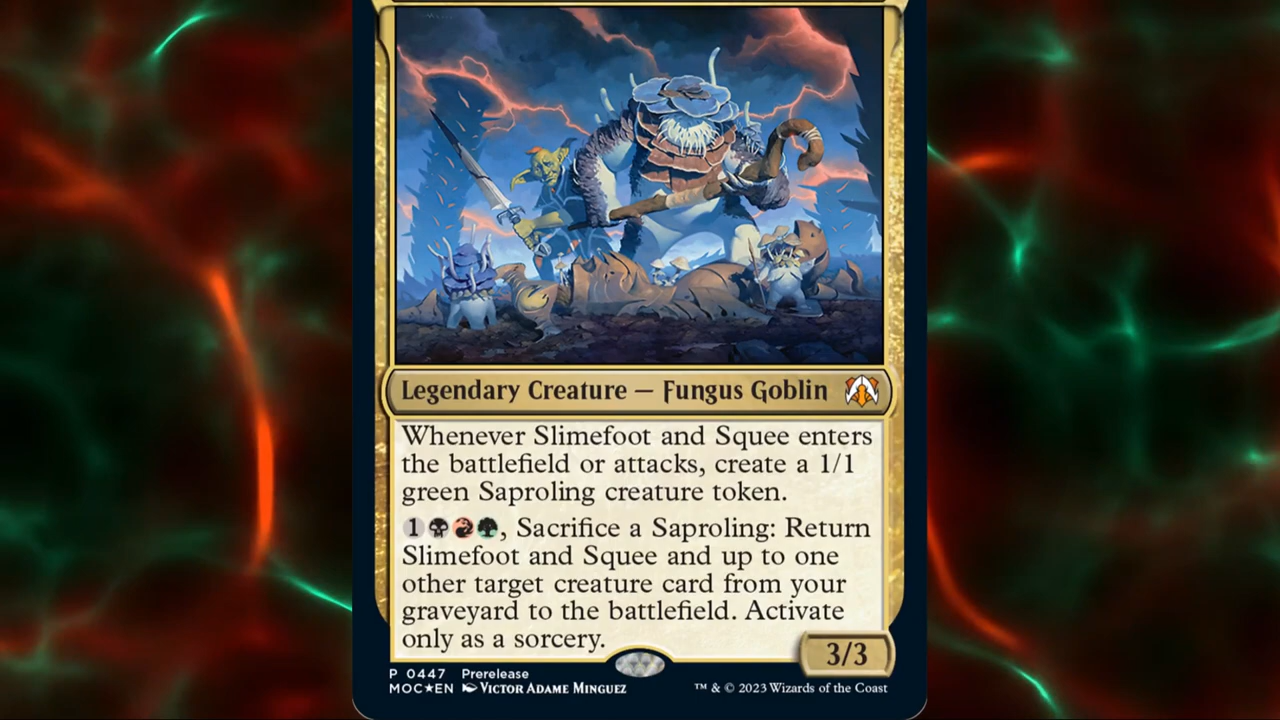 Legendary Creature — Fungus Goblin
Whenever Slimefoot and Squee enters
the battlefield or attacks, create a 1/1
green Saproling creature token.
1, Sacrifice a Saproling: Return
Slimefoot and Squee and up to one
other target creature card from your
graveyard to the battlefield. Activate
only as a sorcery.
3/3
P 0447 Prerelease
MOC★EN Victor Adame Minguez
™ & © 2023 Wizards of the Coast